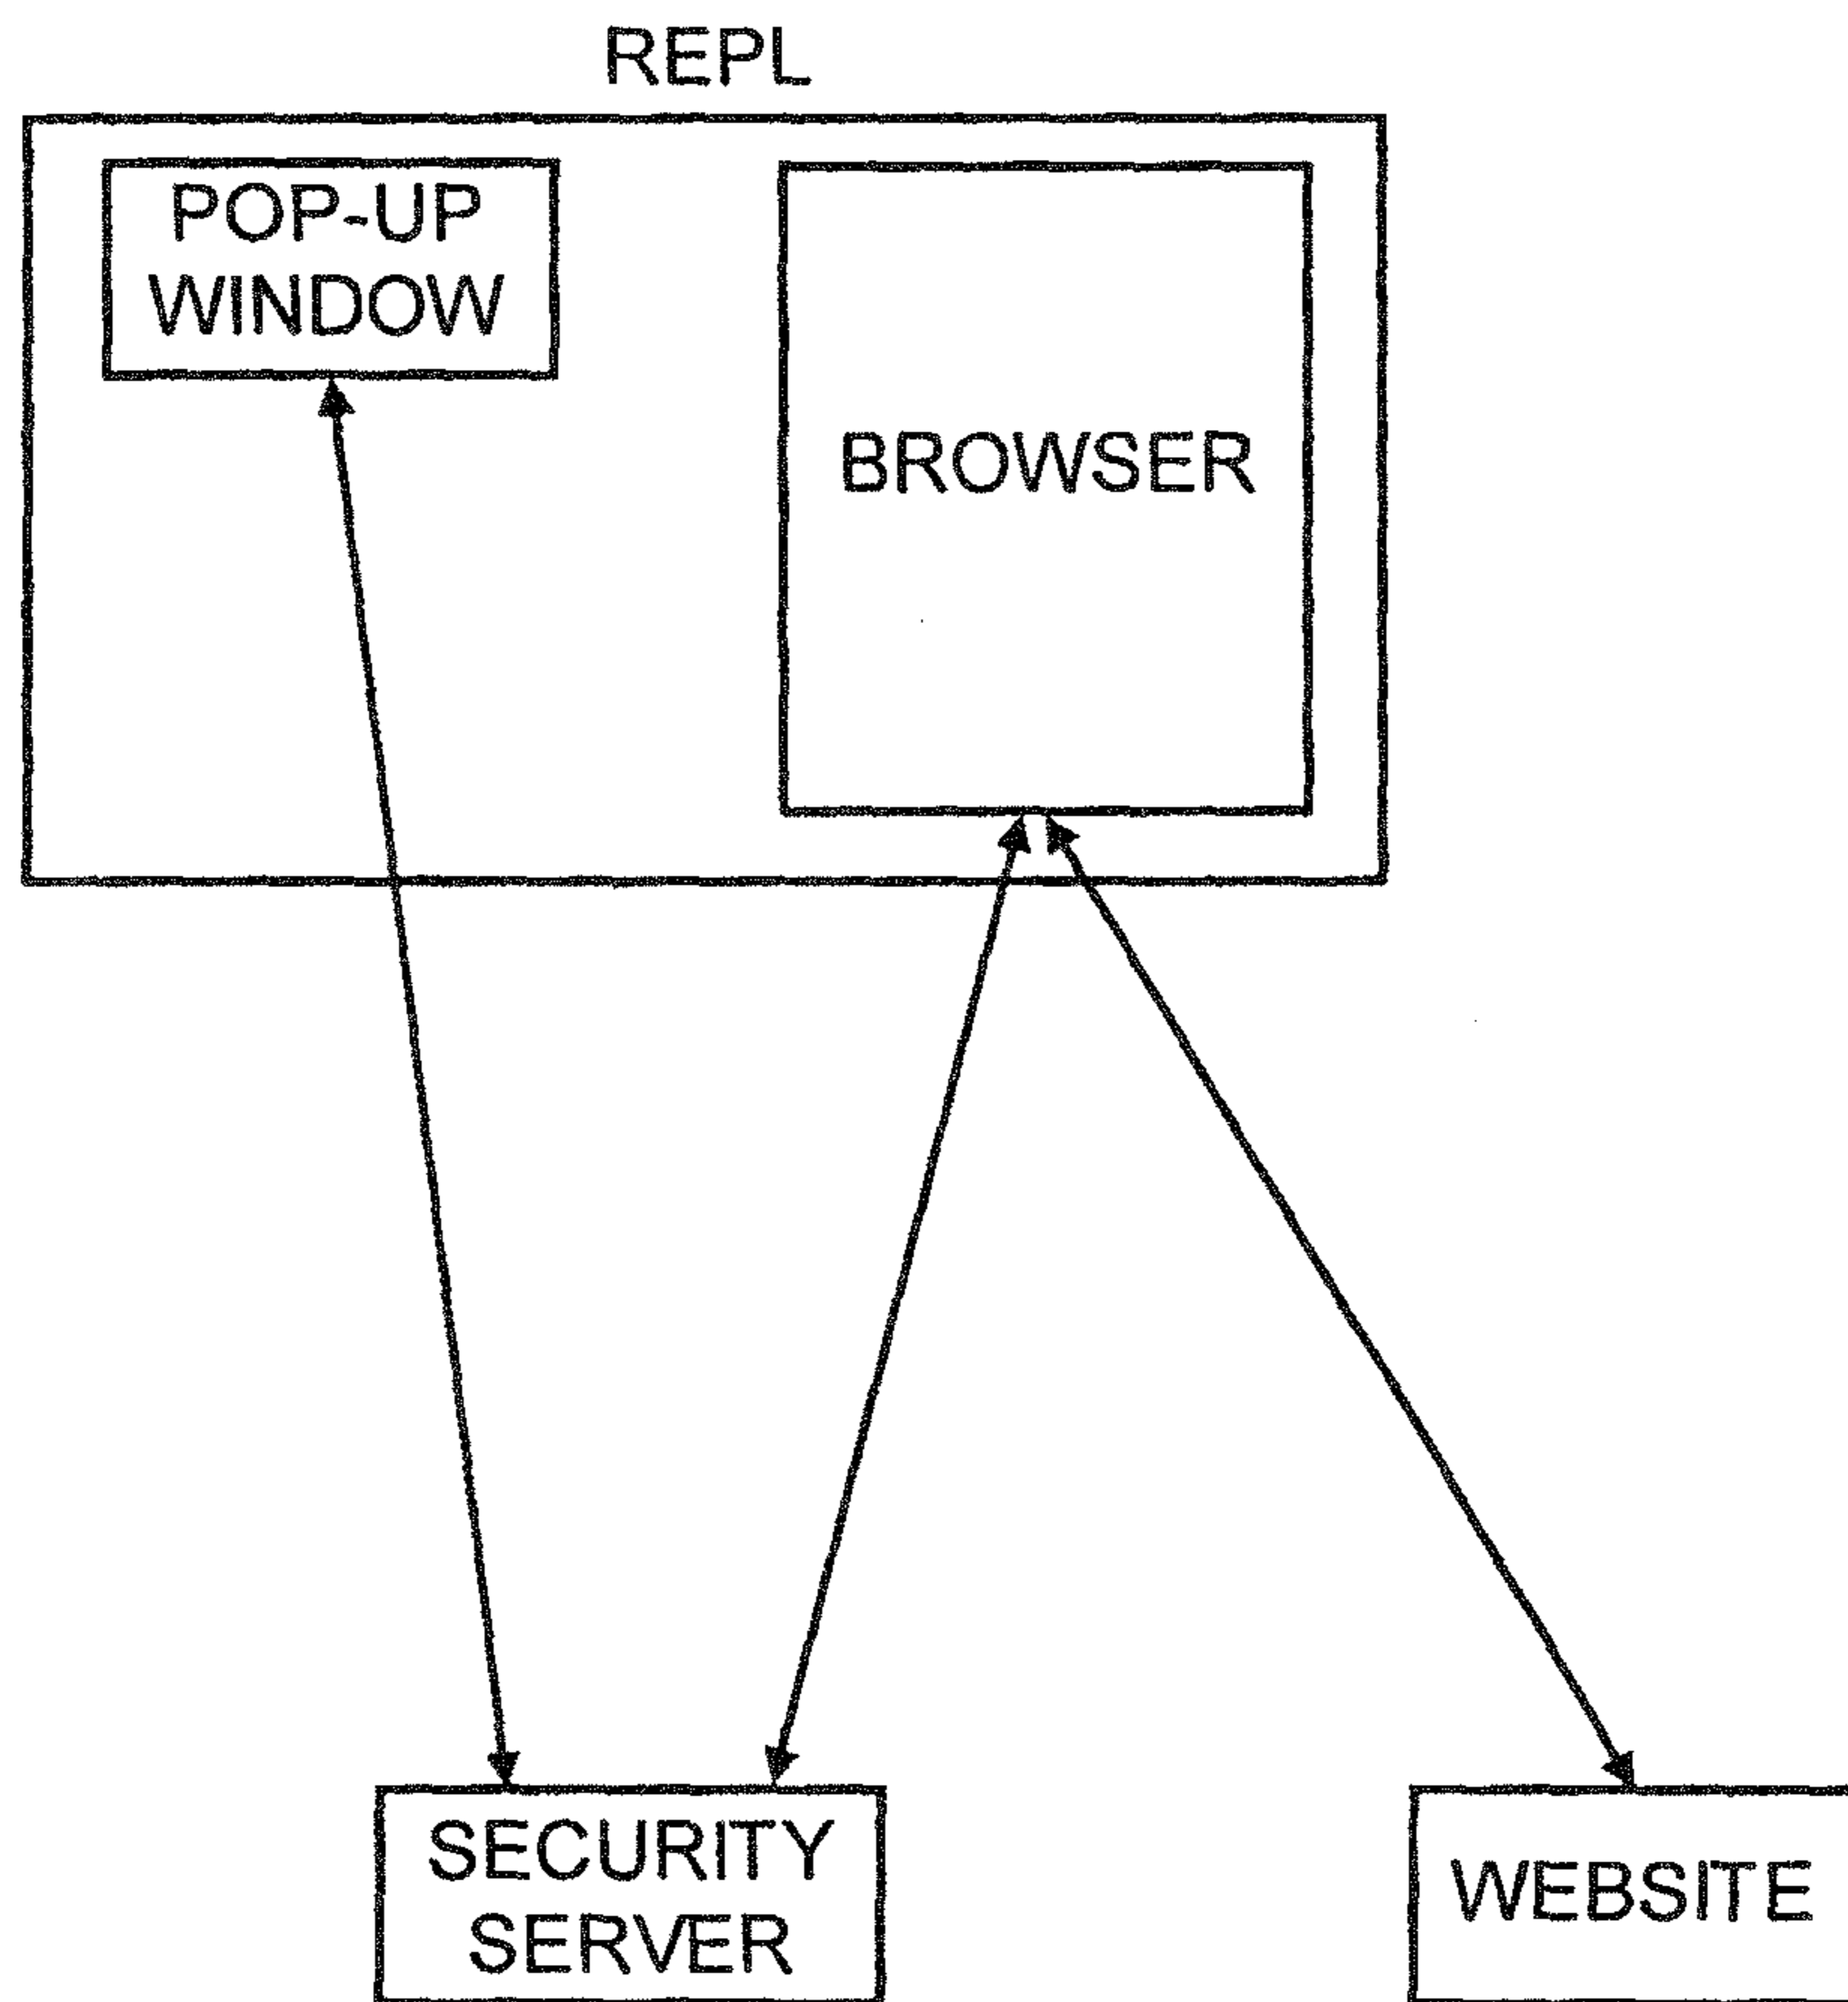 REPL
POP-UP
WINDOW
BROWSER
SECURITY
SERVER
WEBSITE